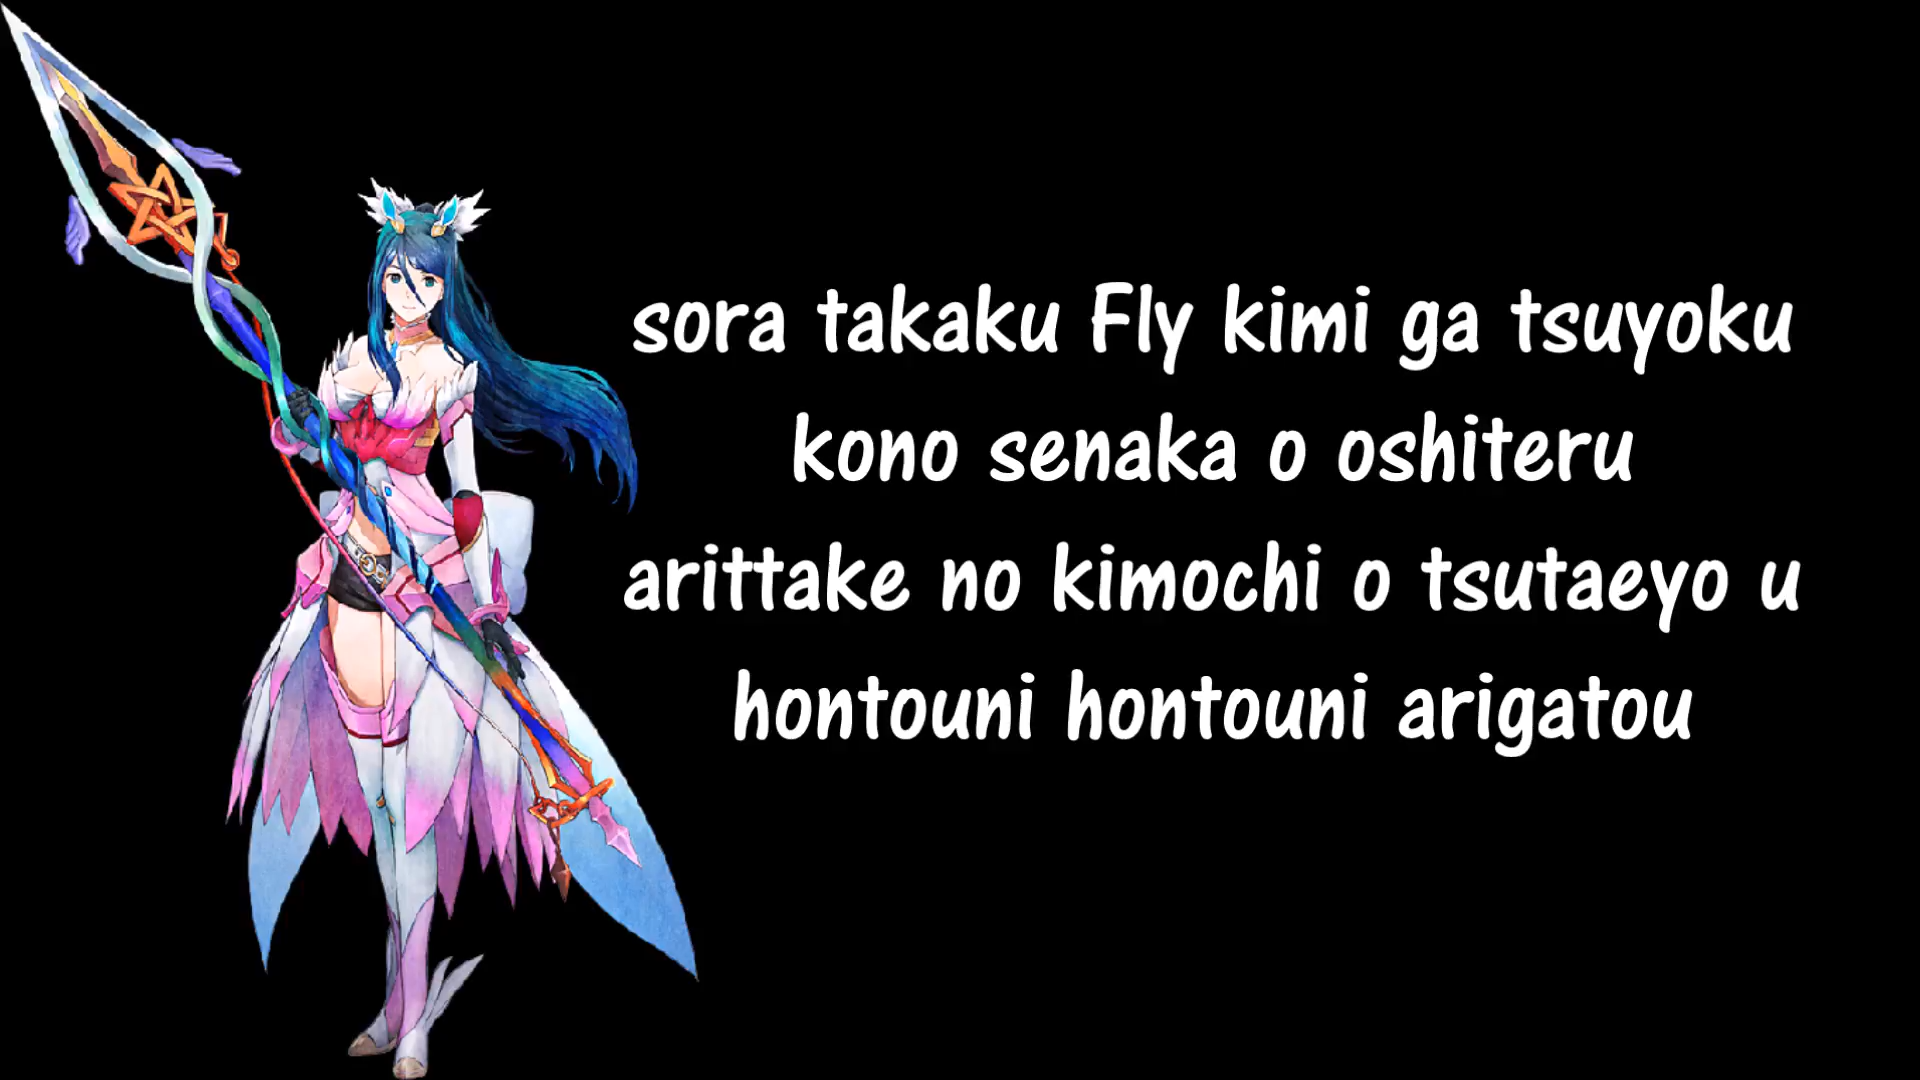 sora takaku Fly kimi ga tsuyoku
kono senaka o oshiteru
arittake no kimochi o tsutaeyo u
hontouni hontouni arigatou